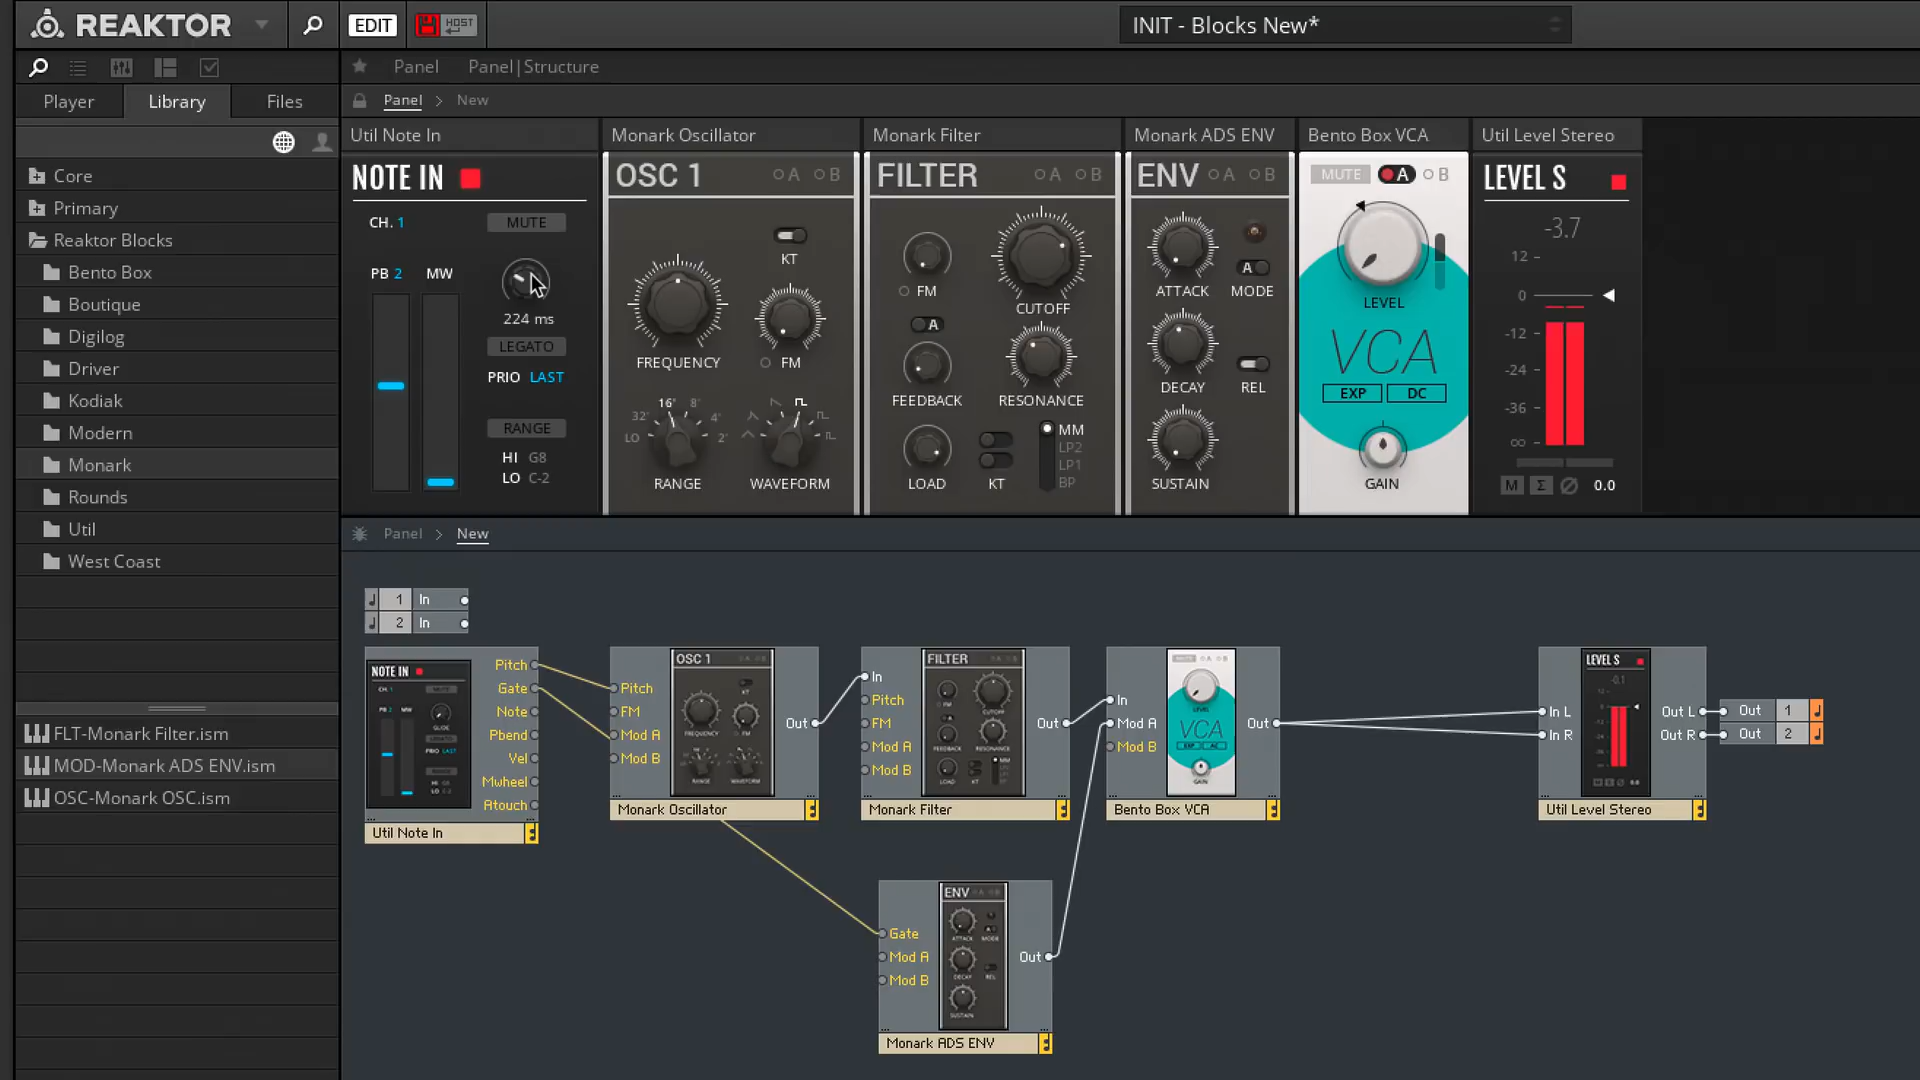 REAKTOR
EDIT
HOST
INIT - Blocks New*
Panel
Panel|Structure
Player
Library
Files
Panel > New
Core
Primary
Reaktor Blocks
Bento Box
Boutique
Digilog
Driver
Kodiak
Modern
Monark
Rounds
Util
West Coast
FLT-Monark Filter.ism
MOD-Monark ADS ENV.ism
OSC-Monark OSC.ism
Util Note In
NOTE IN
CH. 1
MUTE
PB 2
MW
224 ms
LEGATO
PRIO LAST
RANGE
HI G8
LO C-2
Monark Oscillator
OSC 1
A B
KT
FREQUENCY
FM
32' 16' 8' 4' 2'
LO
RANGE
WAVEFORM
Monark Filter
FILTER
A B
FM
CUTOFF
A
FEEDBACK
RESONANCE
MM
LP2
LP1
BP
LOAD
KT
Monark ADS ENV
ENV
A B
ATTACK
A
MODE
DECAY
REL
SUSTAIN
Bento Box VCA
MUTE A B
LEVEL
VCA
EXP
DC
GAIN
Util Level Stereo
LEVEL S
-3.7
12
0
-12
-24
-36
∞
M Σ Ø 0.0
Panel > New
1 In
2 In
NOTE IN
Pitch
Gate
Note
Pbend
Vel
Mwheel
Atouch
Util Note In
OSC 1
Pitch
FM
Mod A
Mod B
Out
Monark Oscillator
FILTER
In
Pitch
FM
Mod A
Mod B
Out
Monark Filter
In
Mod A
Mod B
VCA
Out
Bento Box VCA
ENV
Gate
Mod A
Mod B
ATTACK
MODE
DECAY
REL
SUSTAIN
Out
Monark ADS ENV
LEVEL S
In L
In R
Out L
Out R
Util Level Stereo
Out 1
Out 2